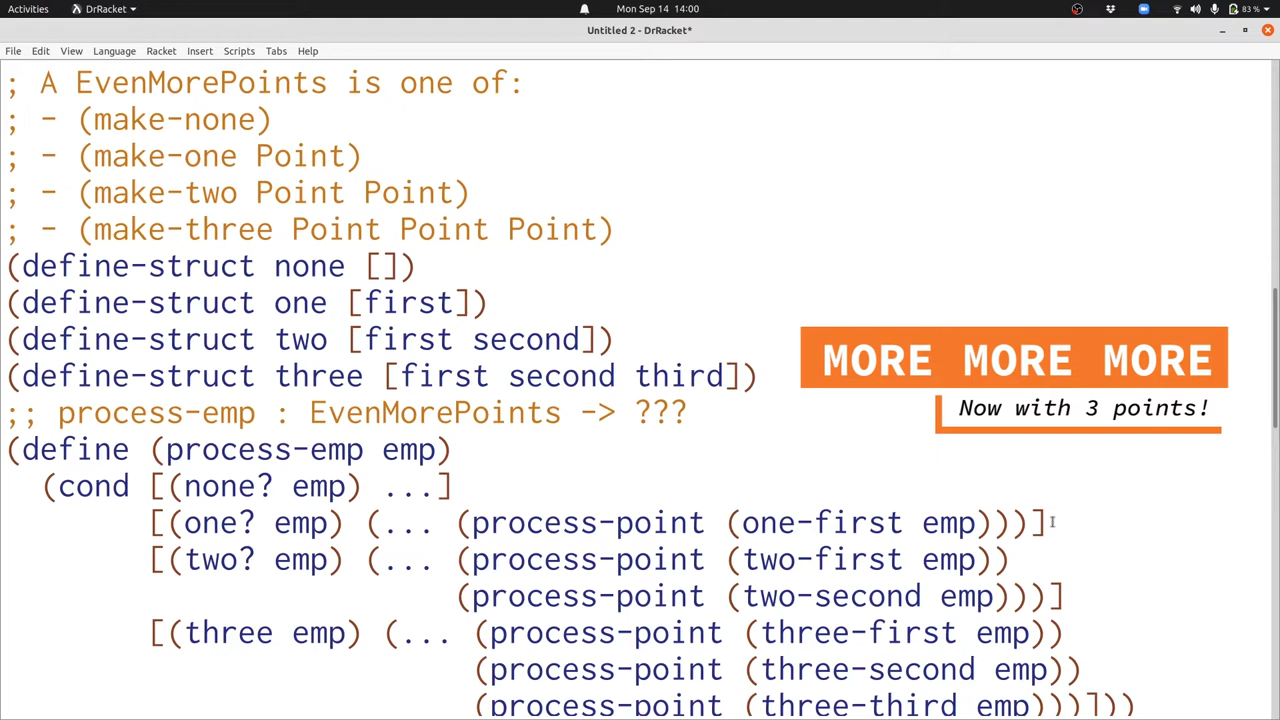 Activities DrRacket Mon Sep 14 14:00 83 %
Untitled 2 - DrRacket*
File Edit View Language Racket Insert Scripts Tabs Help
; A EvenMorePoints is one of:
; - (make-none)
; - (make-one Point)
; - (make-two Point Point)
; - (make-three Point Point Point)
(define-struct none [])
(define-struct one [first])
(define-struct two [first second])
(define-struct three [first second third])
;; process-emp : EvenMorePoints -> ???
(define (process-emp emp)
(cond [(none? emp) ...]
[(one? emp) (... (process-point (one-first emp)))]
[(two? emp) (... (process-point (two-first emp))
(process-point (two-second emp)))]
[(three emp) (... (process-point (three-first emp))
(process-point (three-second emp))
(process-point (three-third emp)))]))
MORE MORE MORE
Now with 3 points!